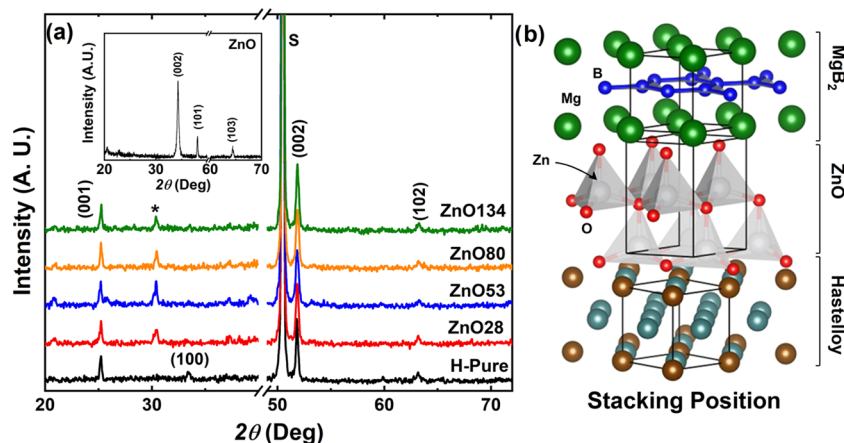 (a)
ZnO
(002)
(101)
(103)
Intensity (A.U.)
20 30 40 60 70
2θ (Deg)
S
(002)
(001)
*
(102)
ZnO134
ZnO80
ZnO53
ZnO28
(100)
H-Pure
Intensity (A. U.)
20 30 50 60 70
2θ (Deg)
(b)
B
Mg
Zn
O
MgB2
ZnO
Hastelloy
Stacking Position